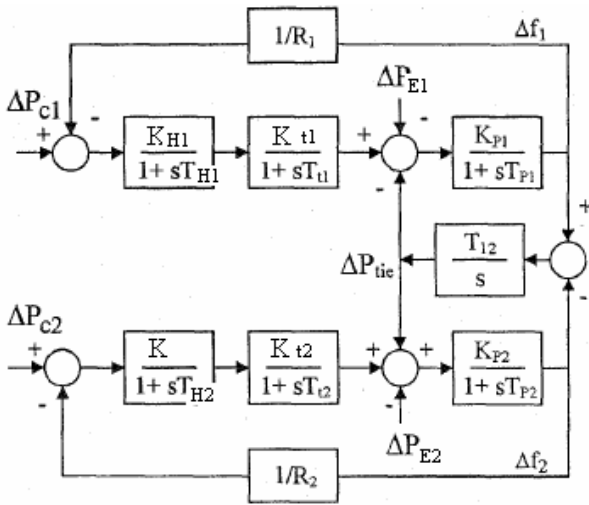 1/R₁
Δf₁
ΔP_C1
-
+
K_H1
1+ sT_H1
K t1
1+ sT_t1
ΔP_E1
+
-
-
K_P1
1+ sT_P1
+
T₁₂
s
-
ΔP_tie
ΔP_c2
+
-
K
1+ sT_H2
K t2
1+ sT_t2
+
+
-
+
K_P2
1+ sT_P2
ΔP_E2
1/R₂
Δf₂